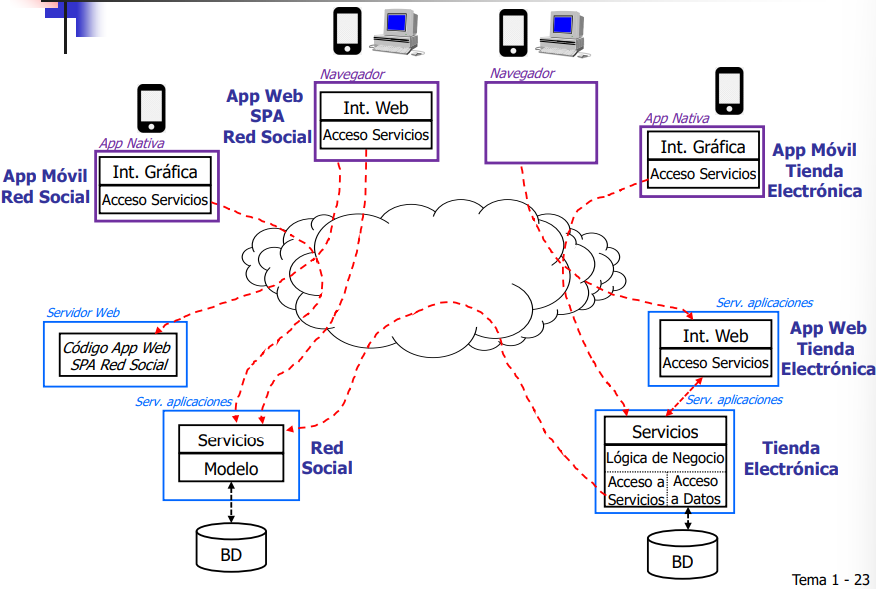 Navegador
App Web
SPA
Red Social
Int. Web
Acceso Servicios
Navegador
App Nativa
App Móvil
Red Social
Int. Gráfica
Acceso Servicios
App Nativa
Int. Gráfica
Acceso Servicios
App Móvil
Tienda
Electrónica
Servidor Web
Código App Web
SPA Red Social
Serv. aplicaciones
Int. Web
Acceso Servicios
App Web
Tienda
Electrónica
Serv. aplicaciones
Servicios
Modelo
Red
Social
BD
Serv. aplicaciones
Servicios
Lógica de Negocio
Acceso a
Servicios
Acceso
a Datos
Tienda
Electrónica
BD
Tema 1 - 23